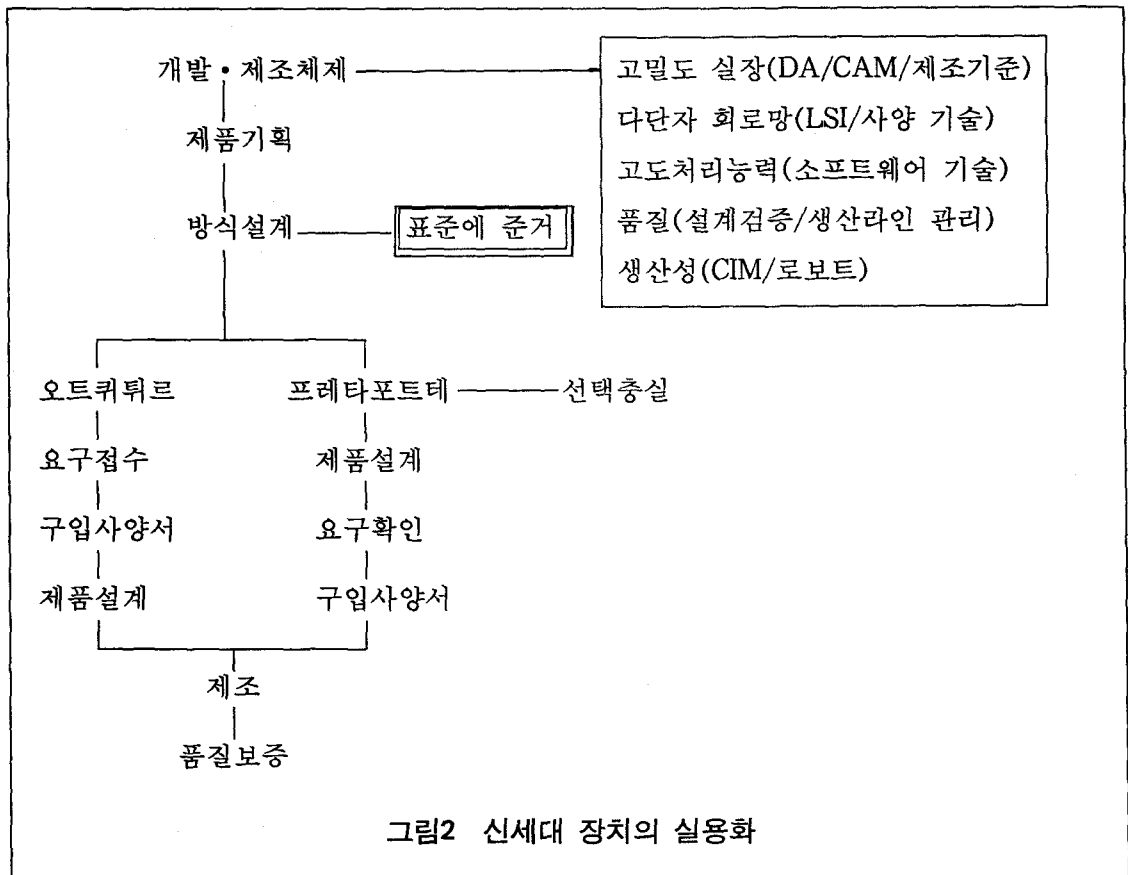 개발·제조체제
고밀도 실장(DA/CAM/제조기준)
다단자 회로망(LSI/사양 기술)
고도처리능력(소프트웨어 기술)
품질(설계검증/생산라인 관리)
생산성(CIM/로보트)
제품기획
방식설계
표준에 준거
오트퀴튀르
프레타포트테
선택충실
요구접수
제품설계
구입사양서
요구확인
제품설계
구입사양서
제조
품질보증
그림2 신세대 장치의 실용화